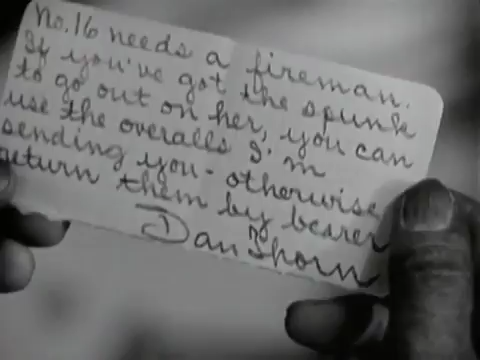 No. 16 needs a fireman.
If you've got the spunk
to go out on her, you can
use the overalls I'm
sending you - otherwise
return them by bearer
Dan Thorn